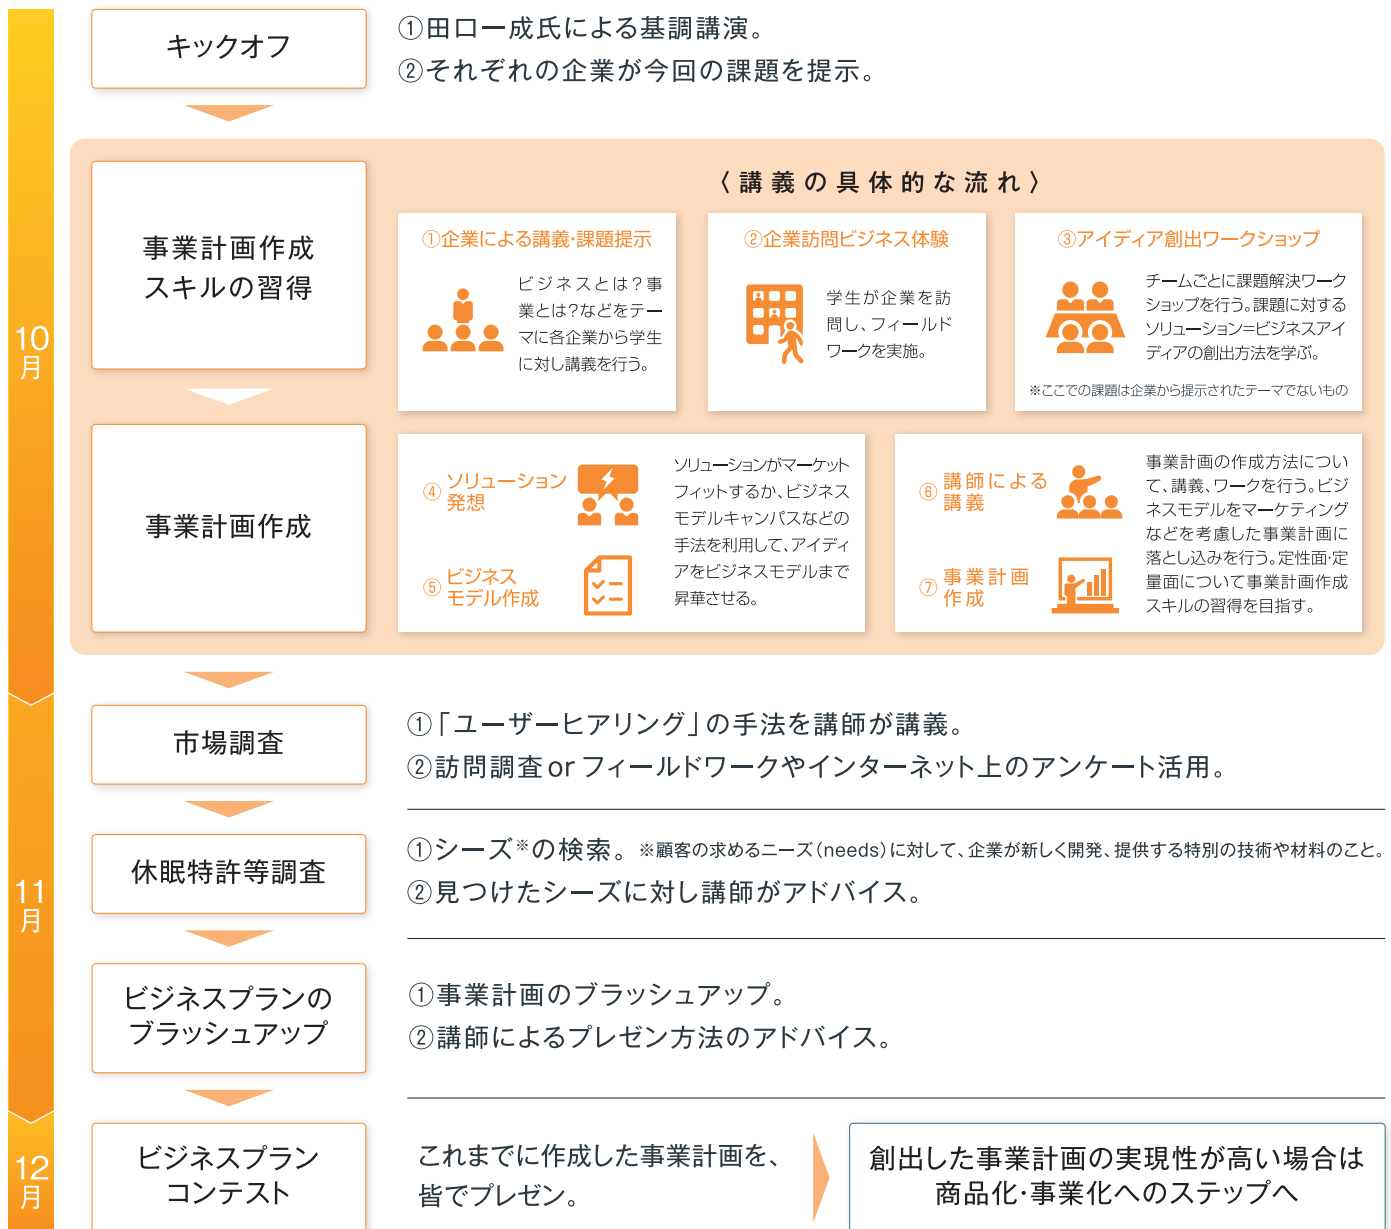 キックオフ
①田口一成氏による基調講演。
②それぞれの企業が今回の課題を提示。
10
月
事業計画作成
スキルの習得
〈講義の具体的な流れ〉
①企業による講義・課題提示
ビジネスとは?事
業とは?などをテー
マに各企業から学生
に対し講義を行う。
②企業訪問ビジネス体験
学生が企業を訪
問し、フィールド
ワークを実施。
③アイディア創出ワークショップ
チームごとに課題解決ワーク
ショップを行う。課題に対する
ソリューション=ビジネスアイ
ディアの創出方法を学ぶ。
※ここでの課題は企業から提示されたテーマでないもの
事業計画作成
④ソリューション
発想
⑤ビジネス
モデル作成
ソリューションがマーケット
フィットするか、ビジネス
モデルキャンパスなどの
手法を利用して、アイディ
アをビジネスモデルまで
昇華させる。
⑥講師による
講義
⑦事業計画
作成
事業計画の作成方法につい
て、講義、ワークを行う。ビジ
ネスモデルをマーケティング
などを考慮した事業計画に
落とし込みを行う。定性面・定
量面について事業計画作成
スキルの習得を目指す。
11
月
市場調査
①「ユーザーヒアリング」の手法を講師が講義。
②訪問調査or フィールドワークやインターネット上のアンケート活用。
休眠特許等調査
①シーズ※の検索。※顧客の求めるニーズ(needs)に対して、企業が新しく開発、提供する特別の技術や材料のこと。
②見つけたシーズに対し講師がアドバイス。
ビジネスプランの
ブラッシュアップ
①事業計画のブラッシュアップ。
②講師によるプレゼン方法のアドバイス。
12
月
ビジネスプラン
コンテスト
これまでに作成した事業計画を、
皆でプレゼン。
創出した事業計画の実現性が高い場合は
商品化・事業化へのステップへ